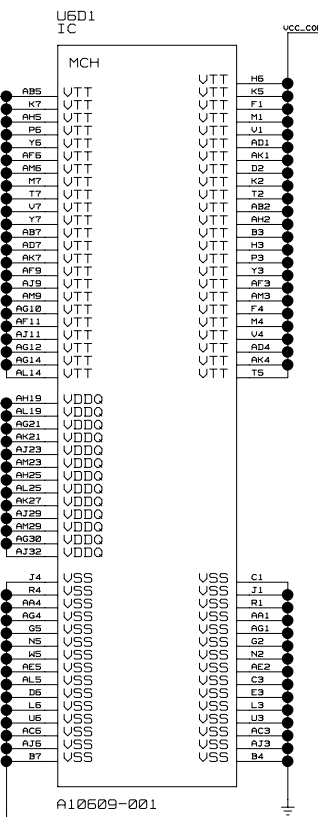 U6D1
IC
VCC_CO
MCH
VTT H6
AB5 VTT VTT K5
K7 VTT VTT F1
AH5 VTT VTT M1
P6 VTT VTT V1
Y6 VTT VTT AD1
AF6 VTT VTT AK1
AM6 VTT VTT D2
M7 VTT VTT K2
T7 VTT VTT T2
V7 VTT VTT AB2
Y7 VTT VTT AH2
AB7 VTT VTT B3
AD7 VTT VTT H3
AK7 VTT VTT P3
AF9 VTT VTT Y3
AJ9 VTT VTT AF3
AM9 VTT VTT AM3
AG10 VTT VTT F4
AF11 VTT VTT M4
AJ11 VTT VTT V4
AG12 VTT VTT AD4
AG14 VTT VTT AK4
AL14 VTT VTT T5
AH19 VDDQ
AL19 VDDQ
AG21 VDDQ
AK21 VDDQ
AJ23 VDDQ
AM23 VDDQ
AH25 VDDQ
AL25 VDDQ
AK27 VDDQ
AJ29 VDDQ
AM29 VDDQ
AG30 VDDQ
AJ32 VDDQ
J4 VSS VSS C1
R4 VSS VSS J1
AA4 VSS VSS R1
AG4 VSS VSS AA1
G5 VSS VSS AG1
N5 VSS VSS G2
W5 VSS VSS N2
AE5 VSS VSS AE2
AL5 VSS VSS C3
D6 VSS VSS E3
L6 VSS VSS L3
U6 VSS VSS U3
AC6 VSS VSS AC3
AJ6 VSS VSS AJ3
B7 VSS VSS B4
A10609-001